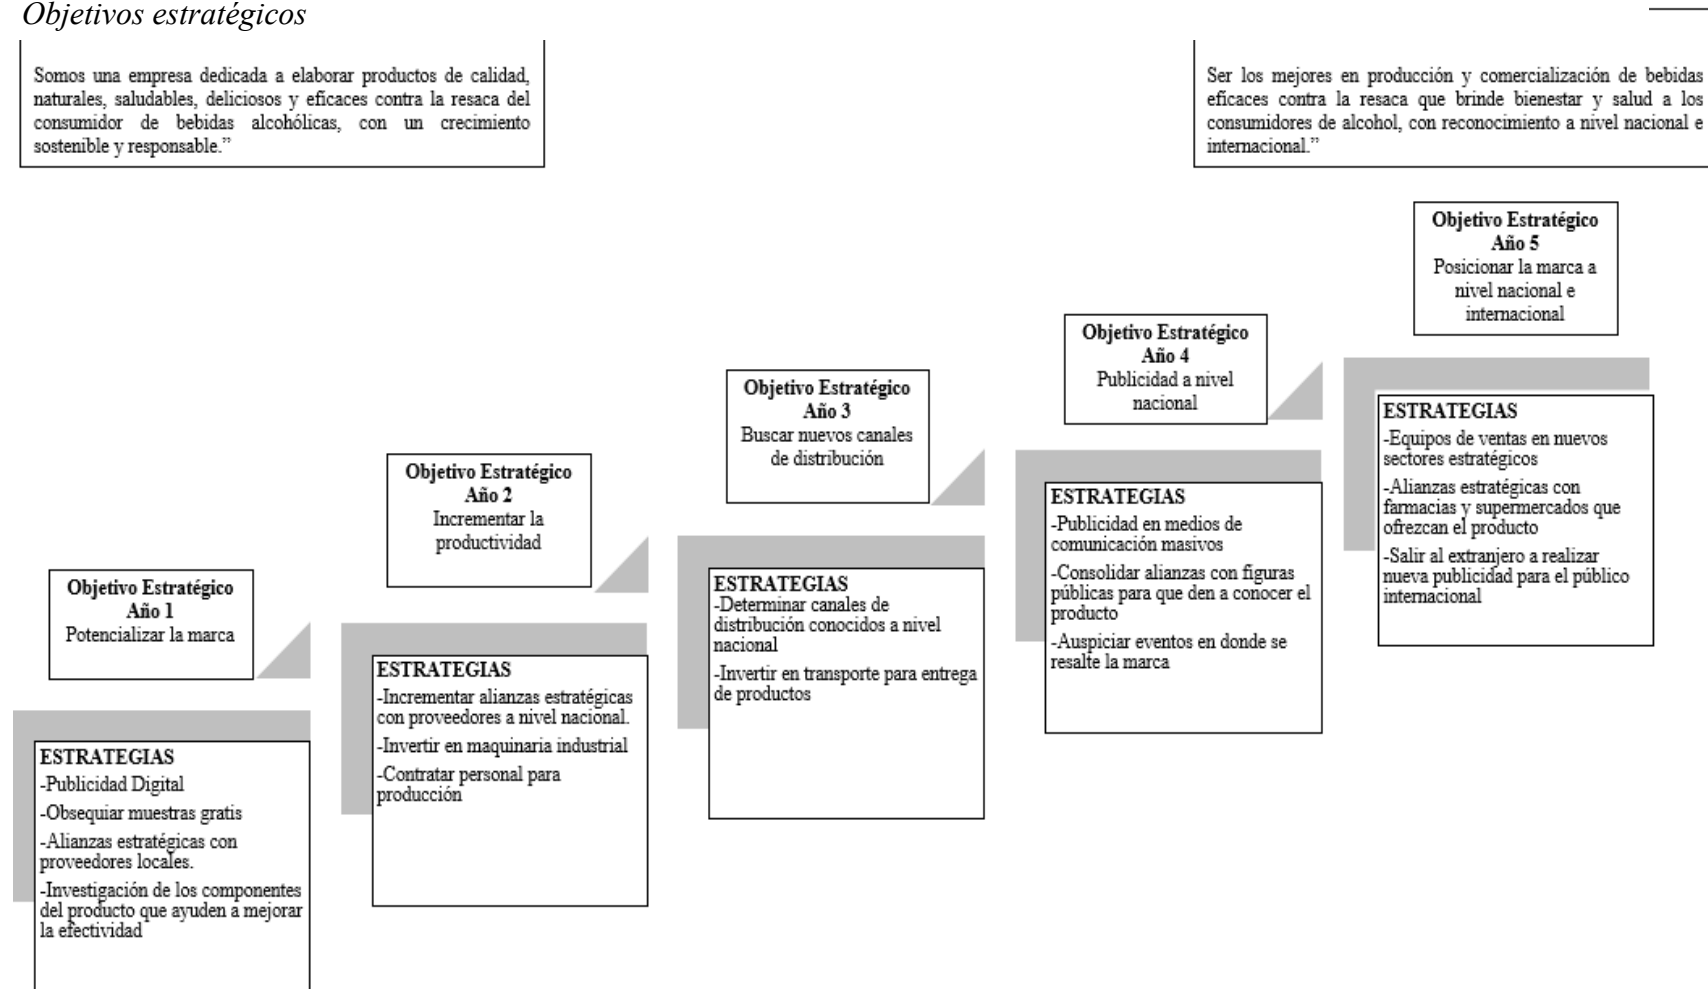 Objetivos estratégicos
Somos una empresa dedicada a elaborar productos de calidad,
naturales, saludables, deliciosos y eficaces contra la resaca del
consumidor de bebidas alcohólicas, con un crecimiento
sostenible y responsable.”
Ser los mejores en producción y comercialización de bebidas
eficaces contra la resaca que brinde bienestar y salud a los
consumidores de alcohol, con reconocimiento a nivel nacional e
internacional.”
Objetivo Estratégico
Año 1
Potencializar la marca
ESTRATEGIAS
-Publicidad Digital
-Obsequiar muestras gratis
-Alianzas estratégicas con
proveedores locales.
-Investigación de los componentes
del producto que ayuden a mejorar
la efectividad
Objetivo Estratégico
Año 2
Incrementar la
productividad
ESTRATEGIAS
-Incrementar alianzas estratégicas
con proveedores a nivel nacional.
-Invertir en maquinaria industrial
-Contratar personal para
producción
Objetivo Estratégico
Año 3
Buscar nuevos canales
de distribución
ESTRATEGIAS
-Determinar canales de
distribución conocidos a nivel
nacional
-Invertir en transporte para entrega
de productos
Objetivo Estratégico
Año 4
Publicidad a nivel
nacional
ESTRATEGIAS
-Publicidad en medios de
comunicación masivos
-Consolidar alianzas con figuras
públicas para que den a conocer el
producto
-Auspiciar eventos en donde se
resalte la marca
Objetivo Estratégico
Año 5
Posicionar la marca a
nivel nacional e
internacional
ESTRATEGIAS
-Equipos de ventas en nuevos
sectores estratégicos
-Alianzas estratégicas con
farmacias y supermercados que
ofrezcan el producto
-Salir al extranjero a realizar
nueva publicidad para el público
internacional